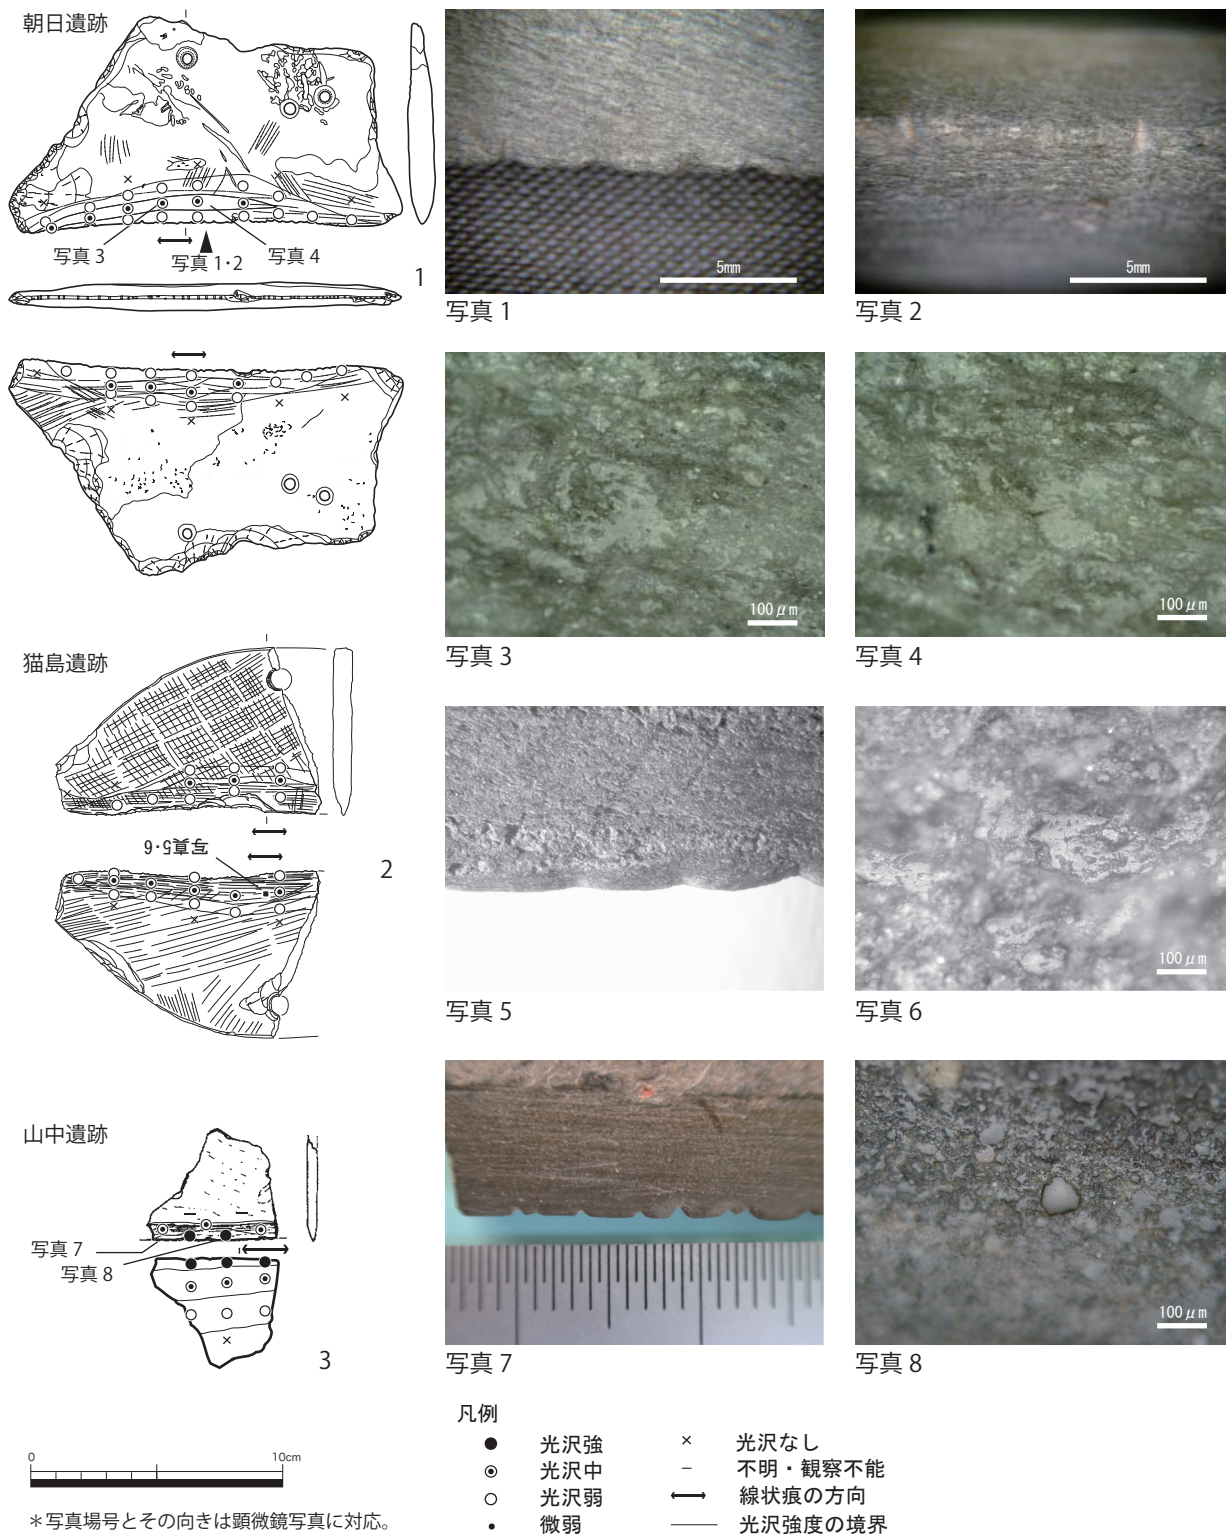 朝日遺跡
写真 3
写真 1・2
写真 4
1
5mm
写真 1
5mm
写真 2
100 μm
写真 3
100 μm
写真 4
猫島遺跡
写真5・6
2
写真 5
100 μm
写真 6
山中遺跡
写真 7
写真 8
3
写真 7
100 μm
写真 8
凡例
● 光沢強
◉ 光沢中
○ 光沢弱
• 微弱
× 光沢なし
− 不明・観察不能
↔ 線状痕の方向
— 光沢強度の境界
0 10cm
＊写真場号とその向きは顕微鏡写真に対応。